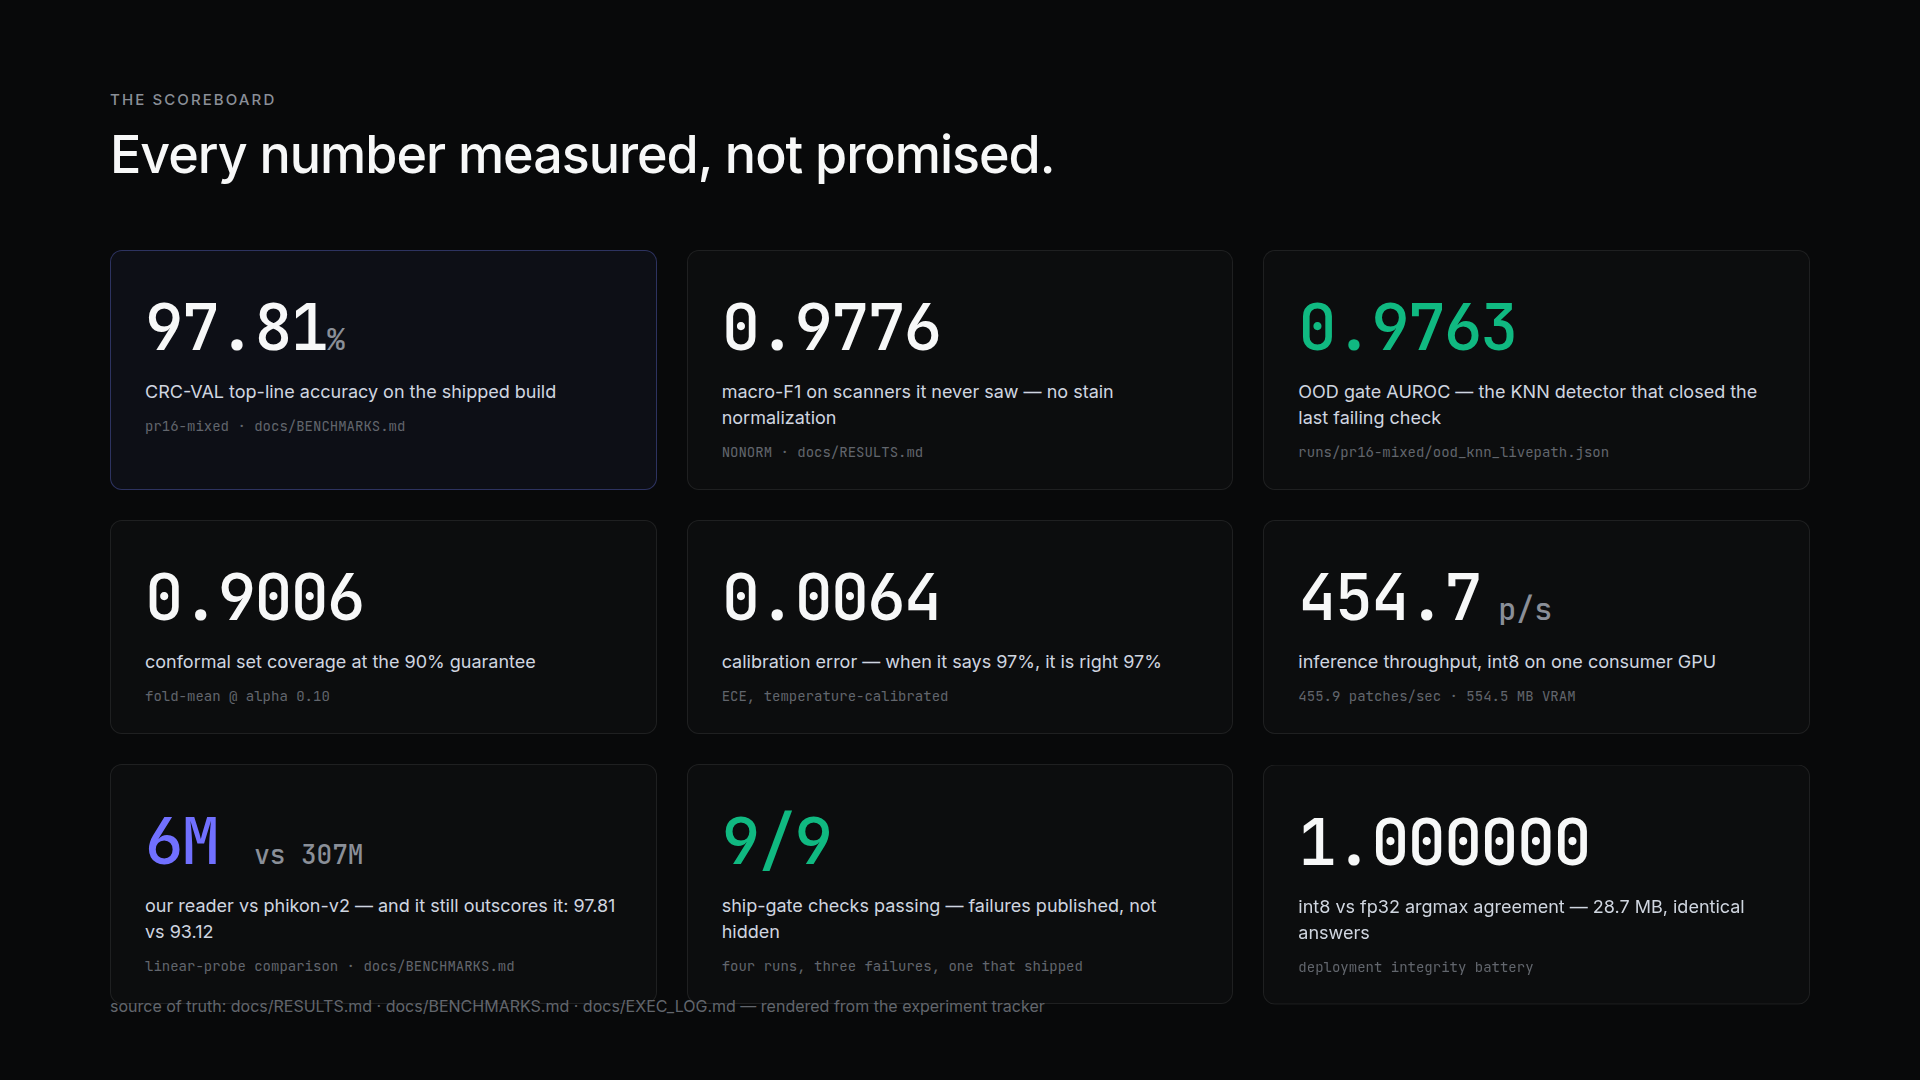 THE SCOREBOARD
Every number measured, not promised.
97.81%
CRC-VAL top-line accuracy on the shipped build
pr16-mixed · docs/BENCHMARKS.md
0.9776
macro-F1 on scanners it never saw — no stain
normalization
NONORM · docs/RESULTS.md
0.9763
OOD gate AUROC — the KNN detector that closed the
last failing check
runs/pr16-mixed/ood_knn_livepath.json
0.9006
conformal set coverage at the 90% guarantee
fold-mean @ alpha 0.10
0.0064
calibration error — when it says 97%, it is right 97%
ECE, temperature-calibrated
454.7 p/s
inference throughput, int8 on one consumer GPU
455.9 patches/sec · 554.5 MB VRAM
6M vs 307M
our reader vs phikon-v2 — and it still outscores it: 97.81
vs 93.12
linear-probe comparison · docs/BENCHMARKS.md
9/9
ship-gate checks passing — failures published, not
hidden
four runs, three failures, one that shipped
1.000000
int8 vs fp32 argmax agreement — 28.7 MB, identical
answers
deployment integrity battery
source of truth: docs/RESULTS.md · docs/BENCHMARKS.md · docs/EXEC_LOG.md — rendered from the experiment tracker